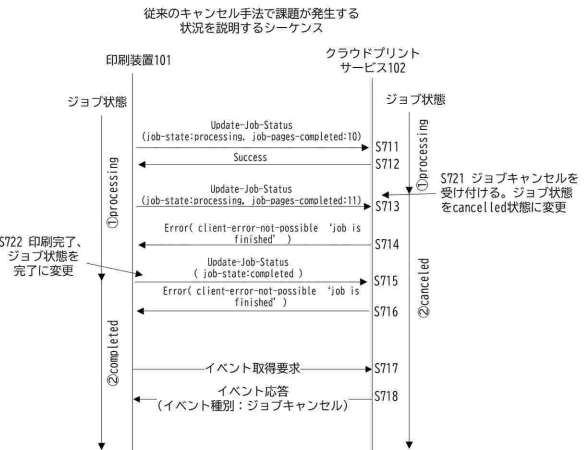 従来のキャンセル手法で課題が発生する
状況を説明するシーケンス
印刷装置101
クラウドプリント
サービス102
ジョブ状態
ジョブ状態
Update-Job-Status
(job-state:processing, job-pages-completed:10)
S711
Success
S712
①processing
①processing
S721 ジョブキャンセルを
受け付ける。ジョブ状態
をcancelled状態に変更
Update-Job-Status
(job-state:processing, job-pages-completed:11)
S713
Error( client-error-not-possible ‘job is
finished’ )
S714
S722 印刷完了、
ジョブ状態を
完了に変更
Update-Job-Status
( job-state:completed )
S715
Error( client-error-not-possible ‘job is
finished’ )
S716
②canceled
②completed
イベント取得要求
S717
イベント応答
(イベント種別：ジョブキャンセル)
S718